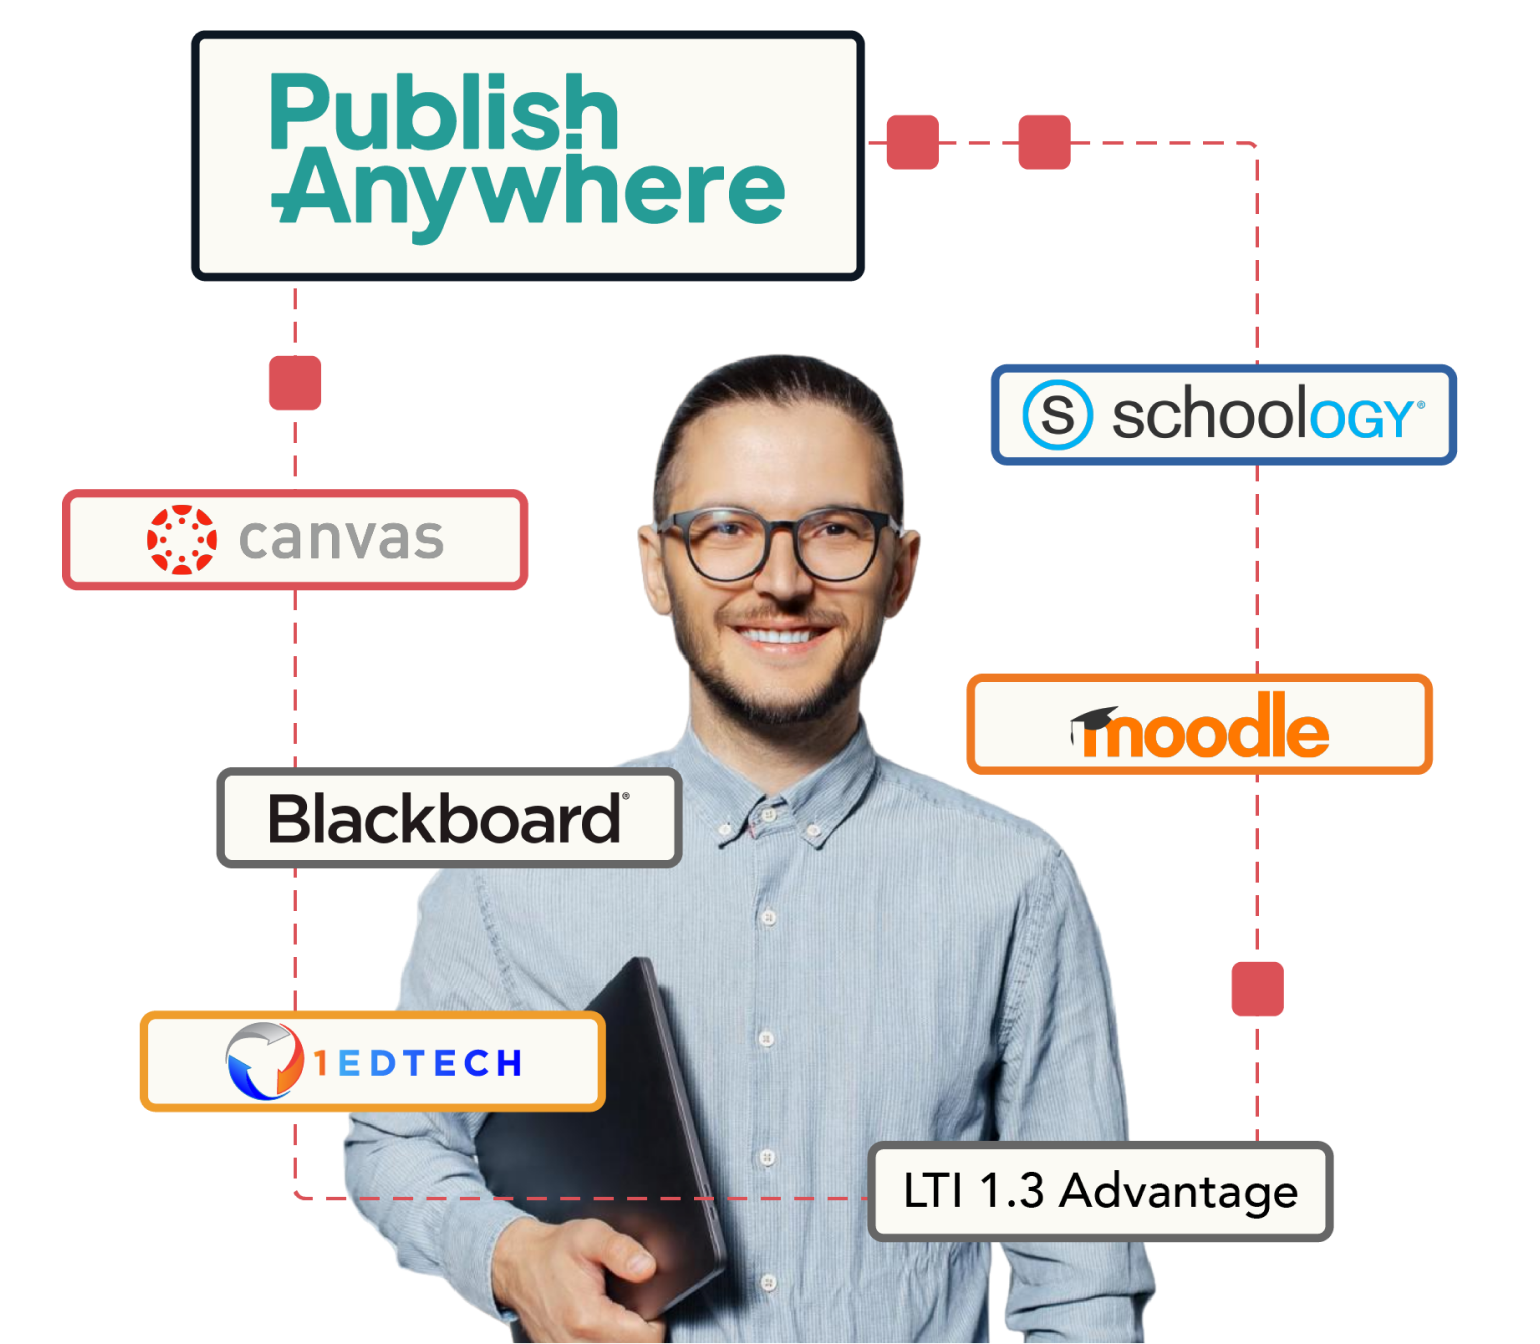 Publish
Anywhere
S schoology®
canvas
moodle
Blackboard®
1EDTECH
LTI 1.3 Advantage